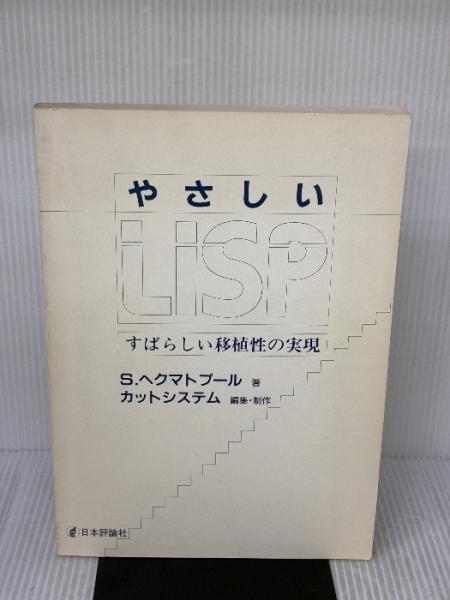 やさしい
LiSP
すばらしい移植性の実現
S.ヘクマトプール 著
カットシステム 編集・制作
日本評論社